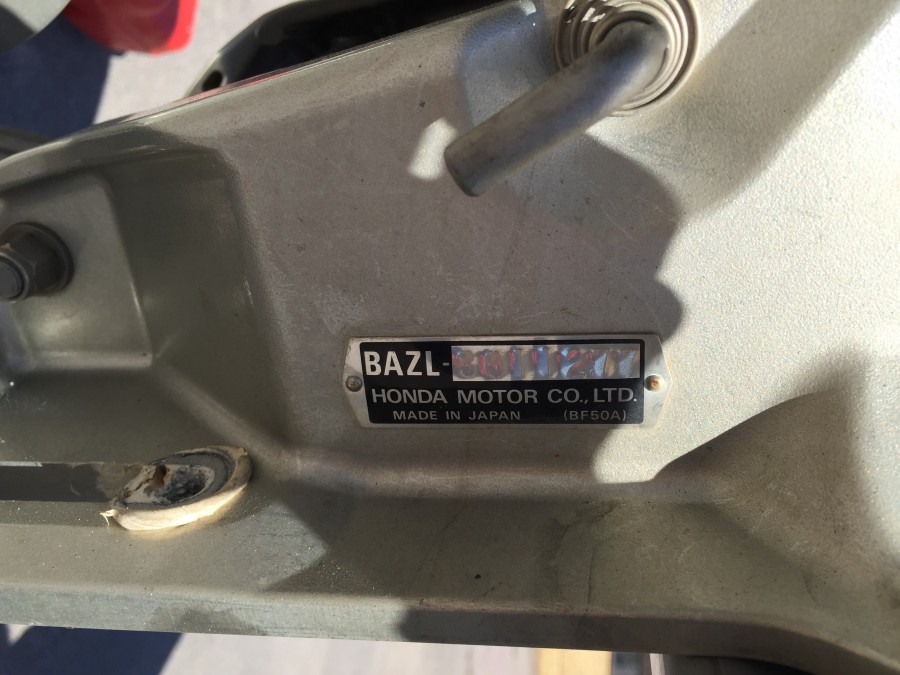 BAZL-
HONDA MOTOR CO., LTD.
MADE IN JAPAN (BF50A)